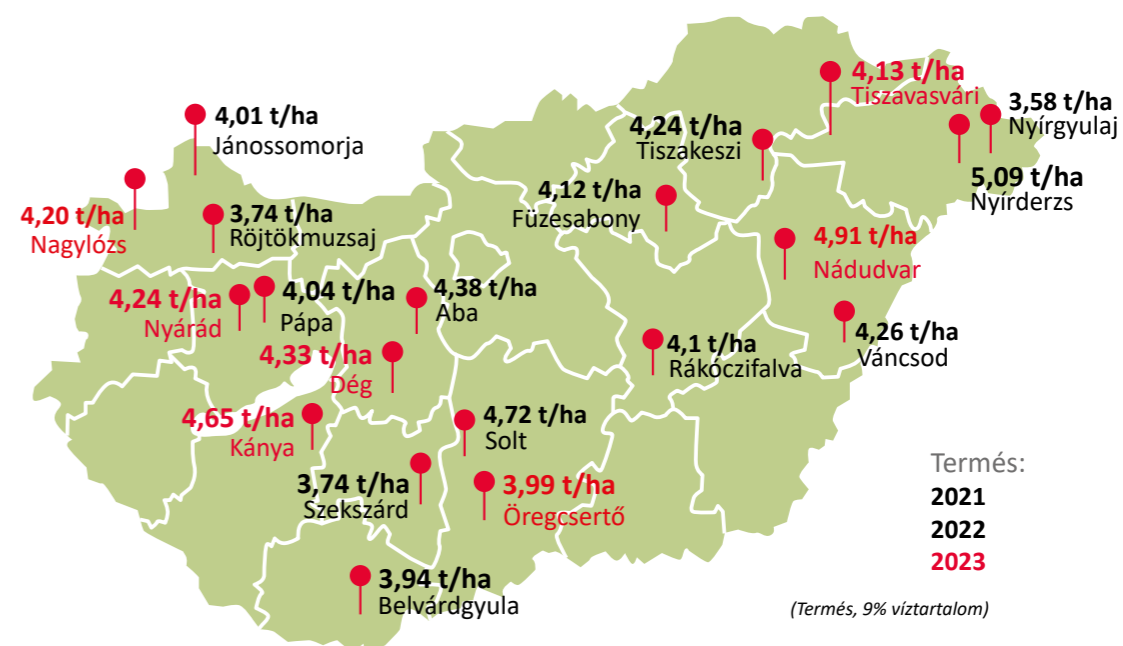 4,13 t/ha
Tiszavasvári
3,58 t/ha
Nyírgyulaj
4,01 t/ha
Jánossomorja
4,24 t/ha
Tiszakeszi
5,09 t/ha
Nyírderzs
4,12 t/ha
Füzesabony
4,20 t/ha
Nagylózs
3,74 t/ha
Röjtökmuzsaj
4,91 t/ha
Nádudvar
4,24 t/ha
Nyárád
4,04 t/ha
Pápa
4,38 t/ha
Aba
4,26 t/ha
Váncsod
4,33 t/ha
Dég
4,1 t/ha
Rákóczifalva
4,65 t/ha
Kánya
4,72 t/ha
Solt
3,74 t/ha
Szekszárd
3,99 t/ha
Öregcsertő
3,94 t/ha
Belvárdgyula
Termés:
2021
2022
2023
(Termés, 9% víztartalom)